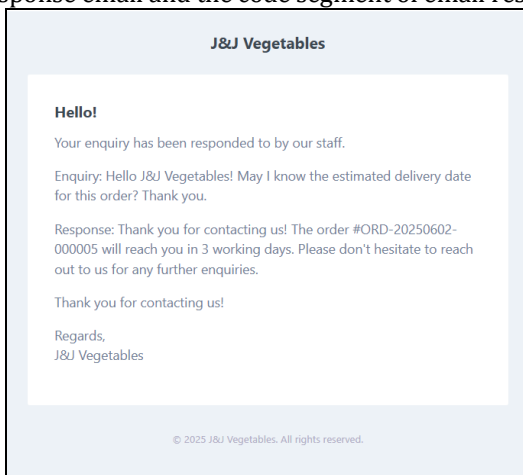 sponse email and the code segment of email res
J&J Vegetables
Hello!
Your enquiry has been responded to by our staff.
Enquiry: Hello J&J Vegetables! May I know the estimated delivery date
for this order? Thank you.
Response: Thank you for contacting us! The order #ORD-20250602-
000005 will reach you in 3 working days. Please don't hesitate to reach
out to us for any further enquiries.
Thank you for contacting us!
Regards,
J&J Vegetables
© 2025 J&J Vegetables. All rights reserved.